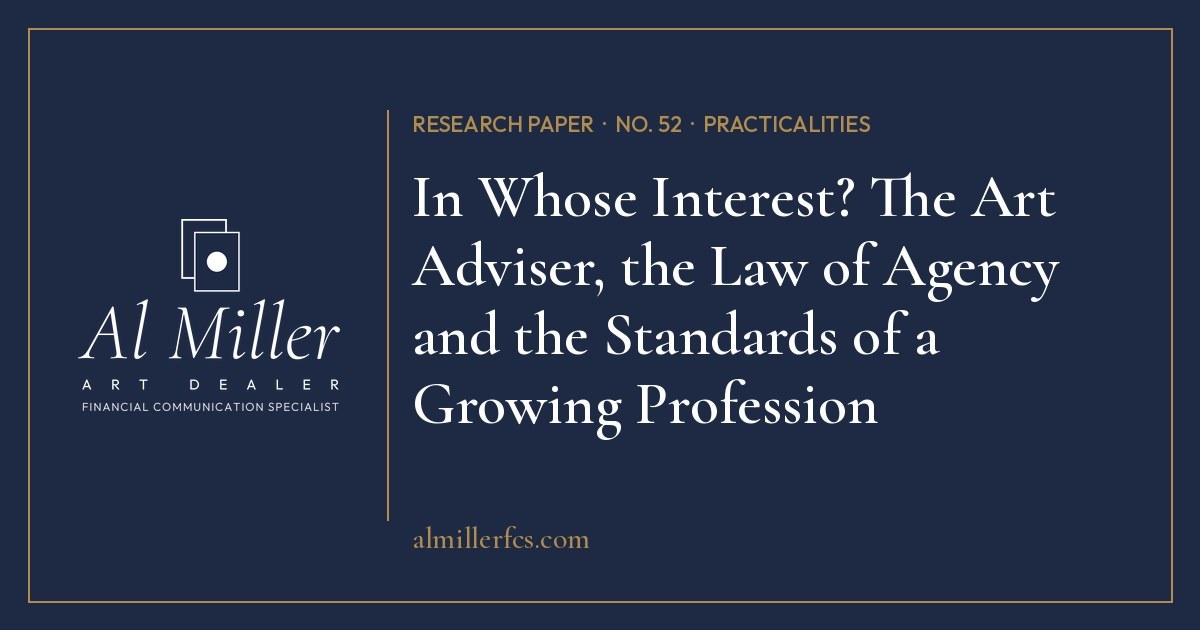 Al Miller
ART DEALER
FINANCIAL COMMUNICATION SPECIALIST
RESEARCH PAPER · NO. 52 · PRACTICALITIES
In Whose Interest? The Art
Adviser, the Law of Agency
and the Standards of a
Growing Profession
almillerfcs.com